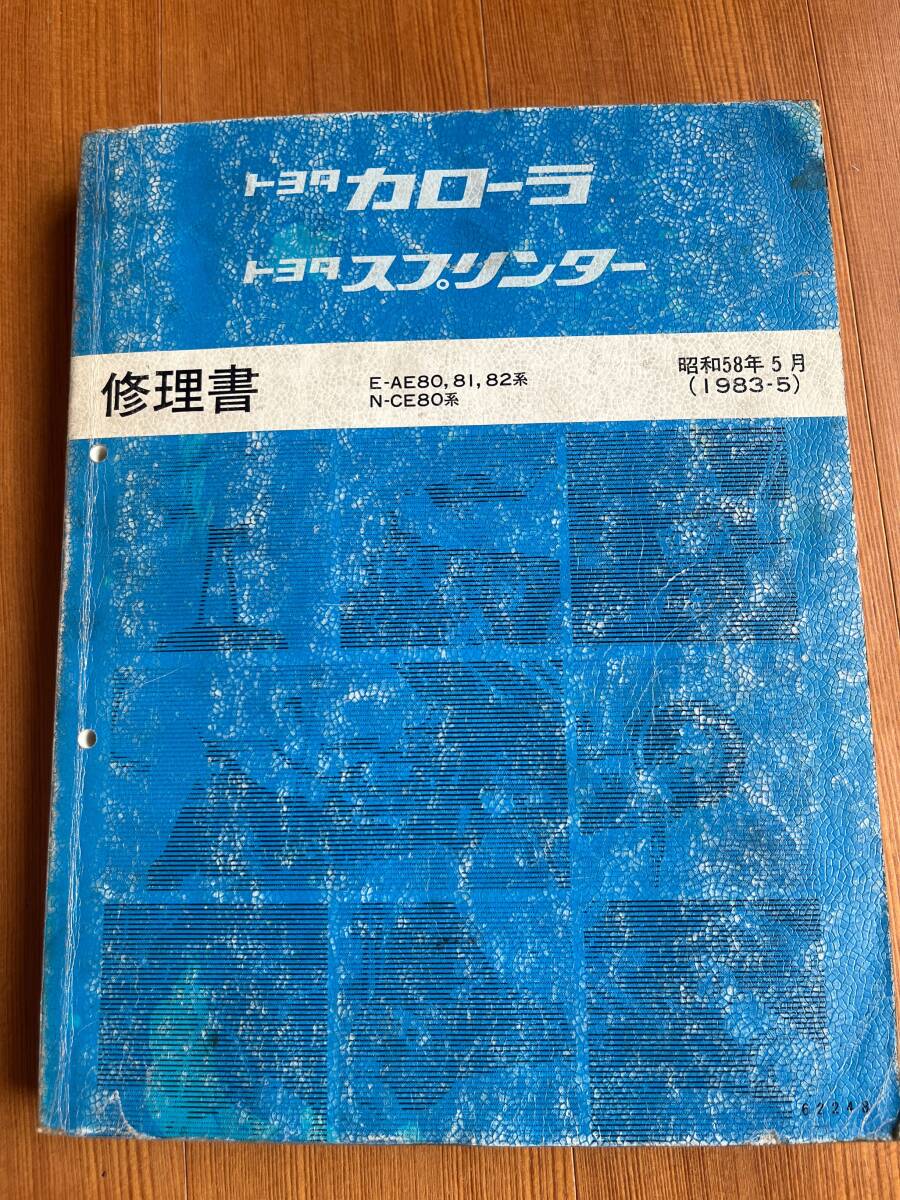 トヨタ カローラ
トヨタ スプリンター
修理書
E-AE80, 81, 82系
N-CE80系
昭和58年5月
(1983-5)
62248